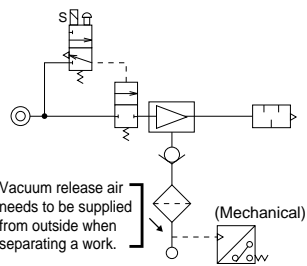 S
(Mechanical)
Vacuum release air
needs to be supplied
from outside when
separating a work.